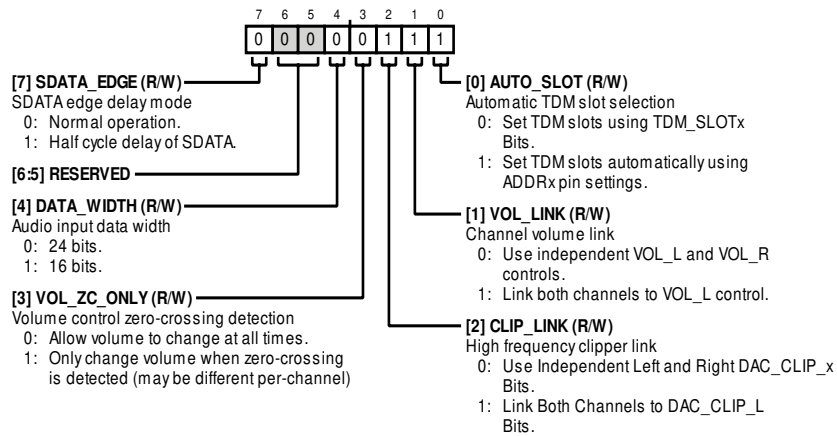 7 6 5 4 3 2 1 0
0 0 0 0 0 1 1 1
[7] SDATA_EDGE (R/W)
SDATA edge delay mode
0: Normal operation.
1: Half cycle delay of SDATA.
[6:5] RESERVED
[4] DATA_WIDTH (R/W)
Audio input data width
0: 24 bits.
1: 16 bits.
[3] VOL_ZC_ONLY (R/W)
Volume control zero-crossing detection
0: Allow volume to change at all times.
1: Only change volume when zero-crossing
is detected (may be different per-channel)
[0] AUTO_SLOT (R/W)
Automatic TDM slot selection
0: Set TDM slots using TDM_SLOTx
Bits.
1: Set TDM slots automatically using
ADDRx pin settings.
[1] VOL_LINK (R/W)
Channel volume link
0: Use independent VOL_L and VOL_R
controls.
1: Link both channels to VOL_L control.
[2] CLIP_LINK (R/W)
High frequency clipper link
0: Use Independent Left and Right DAC_CLIP_x
Bits.
1: Link Both Channels to DAC_CLIP_L
Bits.